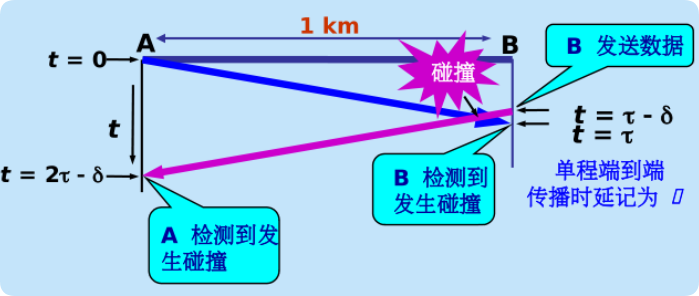 1 km
A
B
B 发送数据
t = 0
碰撞
t
t = τ - δ
t = τ
t = 2τ - δ
B 检测到
发生碰撞
单程端到端
传播时延记为
A 检测到发
生碰撞